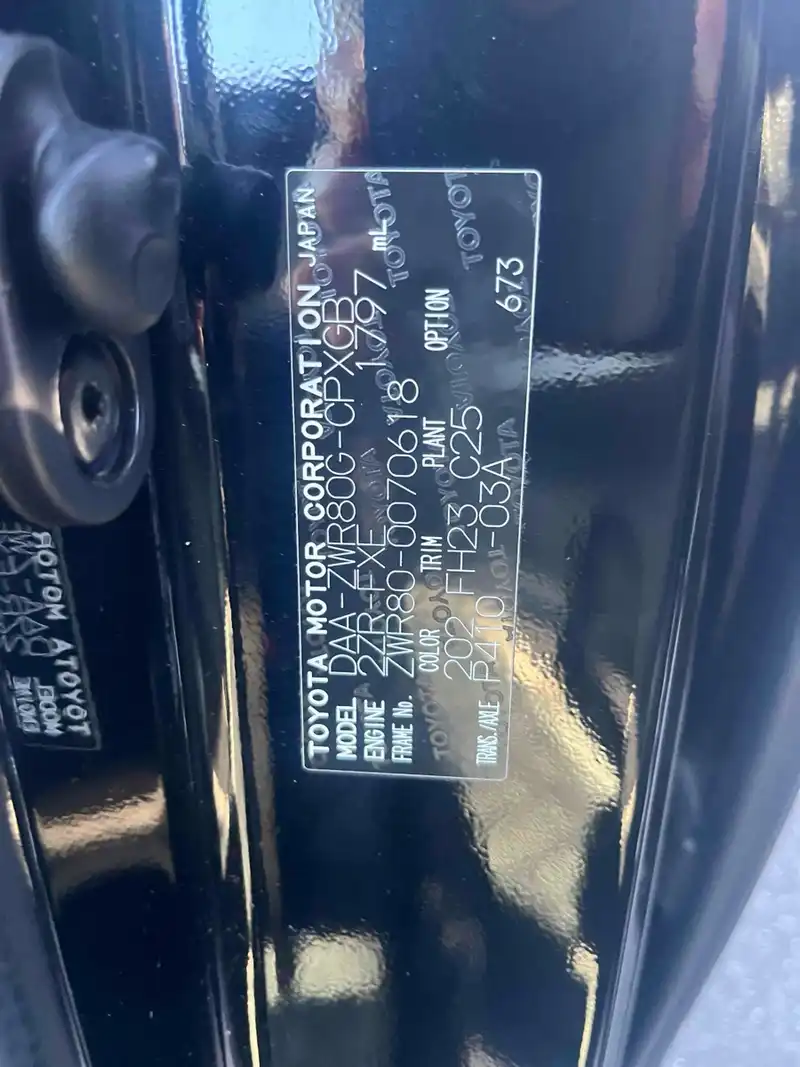 TOYOTA MOTOR CORPORATION JAPAN
MODEL DAA-ZWR80G-CPXGB
ENGINE 2ZR-FXE 1797 mL
FRAME No. ZWR80-0070618
COLOR TRIM PLANT OPTION
202 FH23 C25
TRANS./AXLE P410 -03A 673